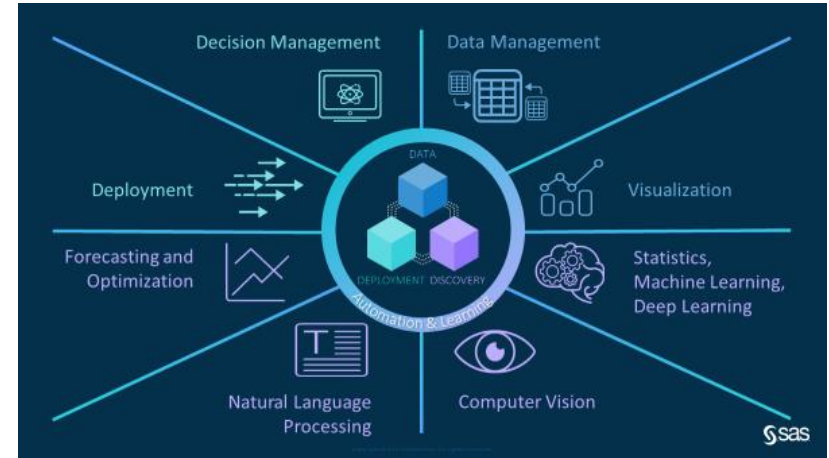 Decision Management
Data Management
DATA
Deployment
Visualization
Forecasting and
Optimization
DEPLOYMENT DISCOVERY
Statistics,
Machine Learning,
Deep Learning
Automation & Learning
T
Natural Language
Processing
Computer Vision
sas